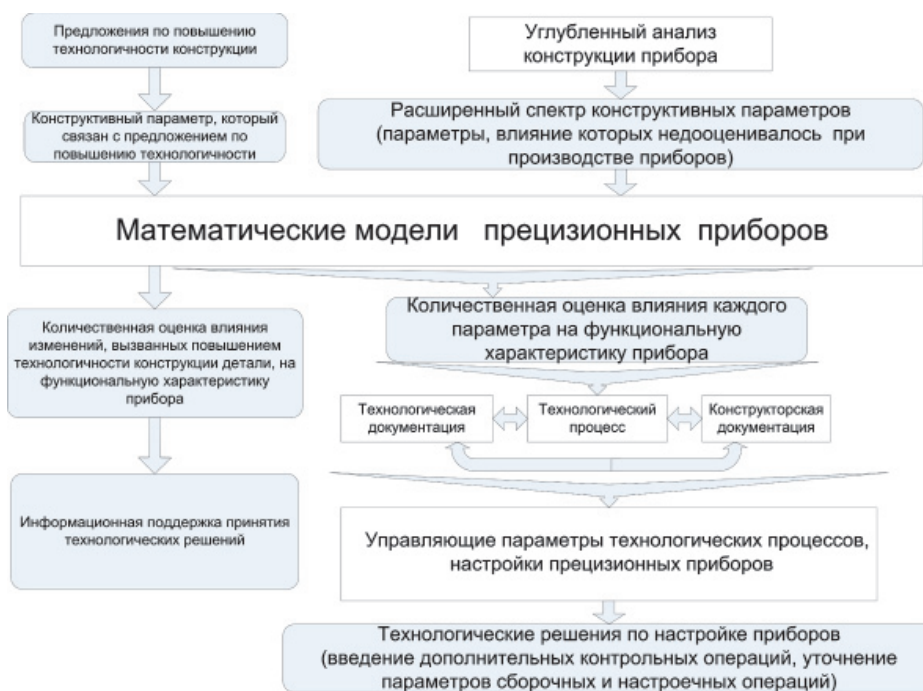 Предложения по повышению
технологичности конструкции
Углубленный анализ
конструкции прибора
Конструктивный параметр, который
связан с предложением по
повышению технологичности
Расширенный спектр конструктивных параметров
(параметры, влияние которых недооценивалось при
производстве приборов)
Математические модели прецизионных приборов
Количественная оценка влияния
изменений, вызванных повышением
технологичности конструкции детали, на
функциональную характеристику
прибора
Количественная оценка влияния каждого
параметра на функциональную
характеристику прибора
Технологическая
документация
Технологический
процесс
Конструкторская
документация
Информационная поддержка принятия
технологических решений
Управляющие параметры технологических процессов,
настройки прецизионных приборов
Технологические решения по настройке приборов
(введение дополнительных контрольных операций, уточнение
параметров сборочных и настроечных операций)